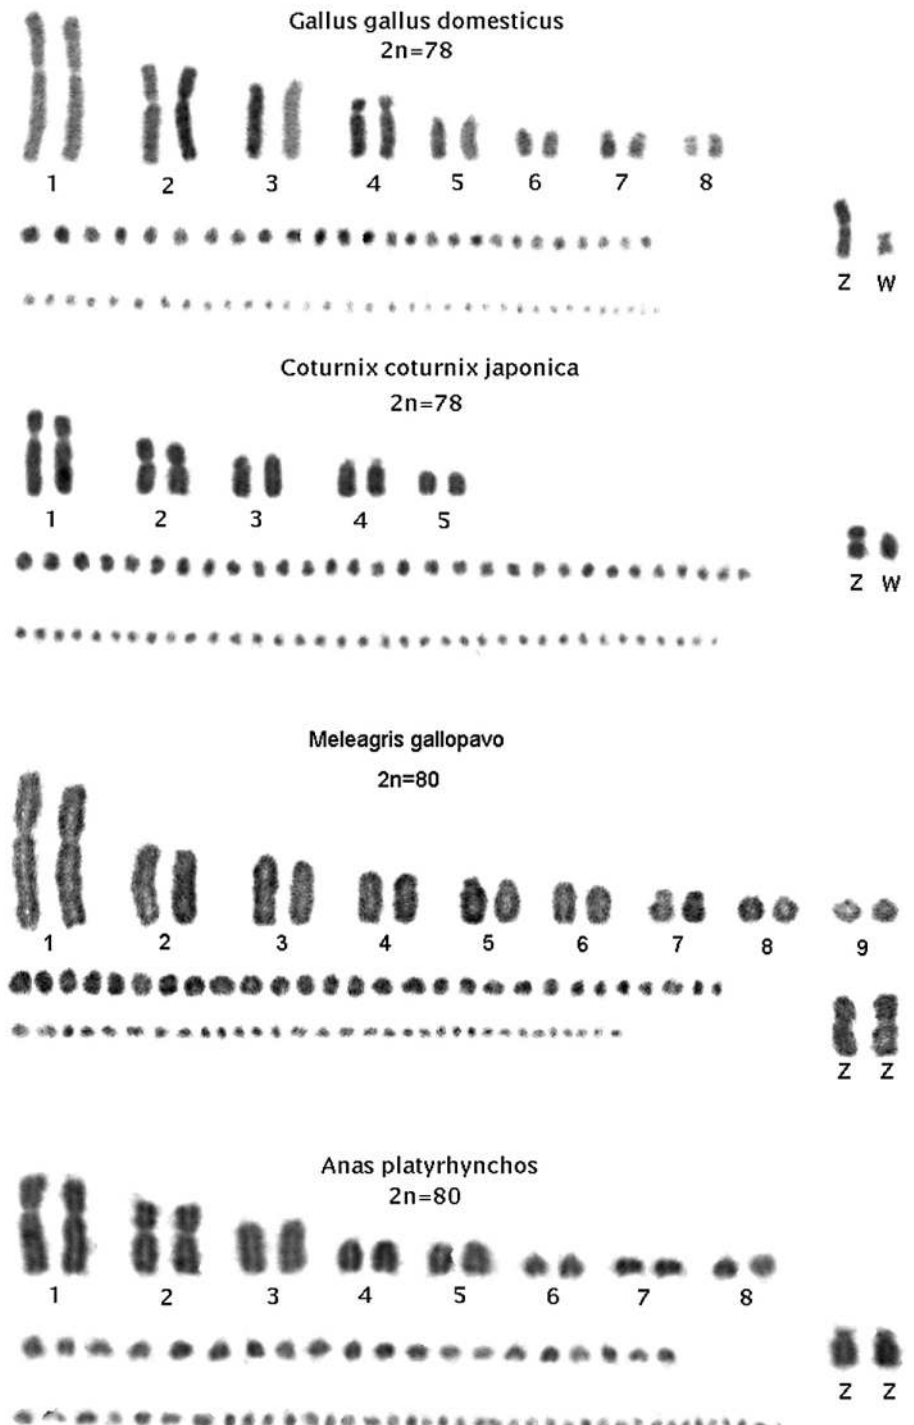 Gallus gallus domesticus
2n=78
1 2 3 4 5 6 7 8
Z W
Coturnix coturnix japonica
2n=78
1 2 3 4 5
Z W
Meleagris gallopavo
2n=80
1 2 3 4 5 6 7 8 9
Z Z
Anas platyrhynchos
2n=80
1 2 3 4 5 6 7 8
Z Z